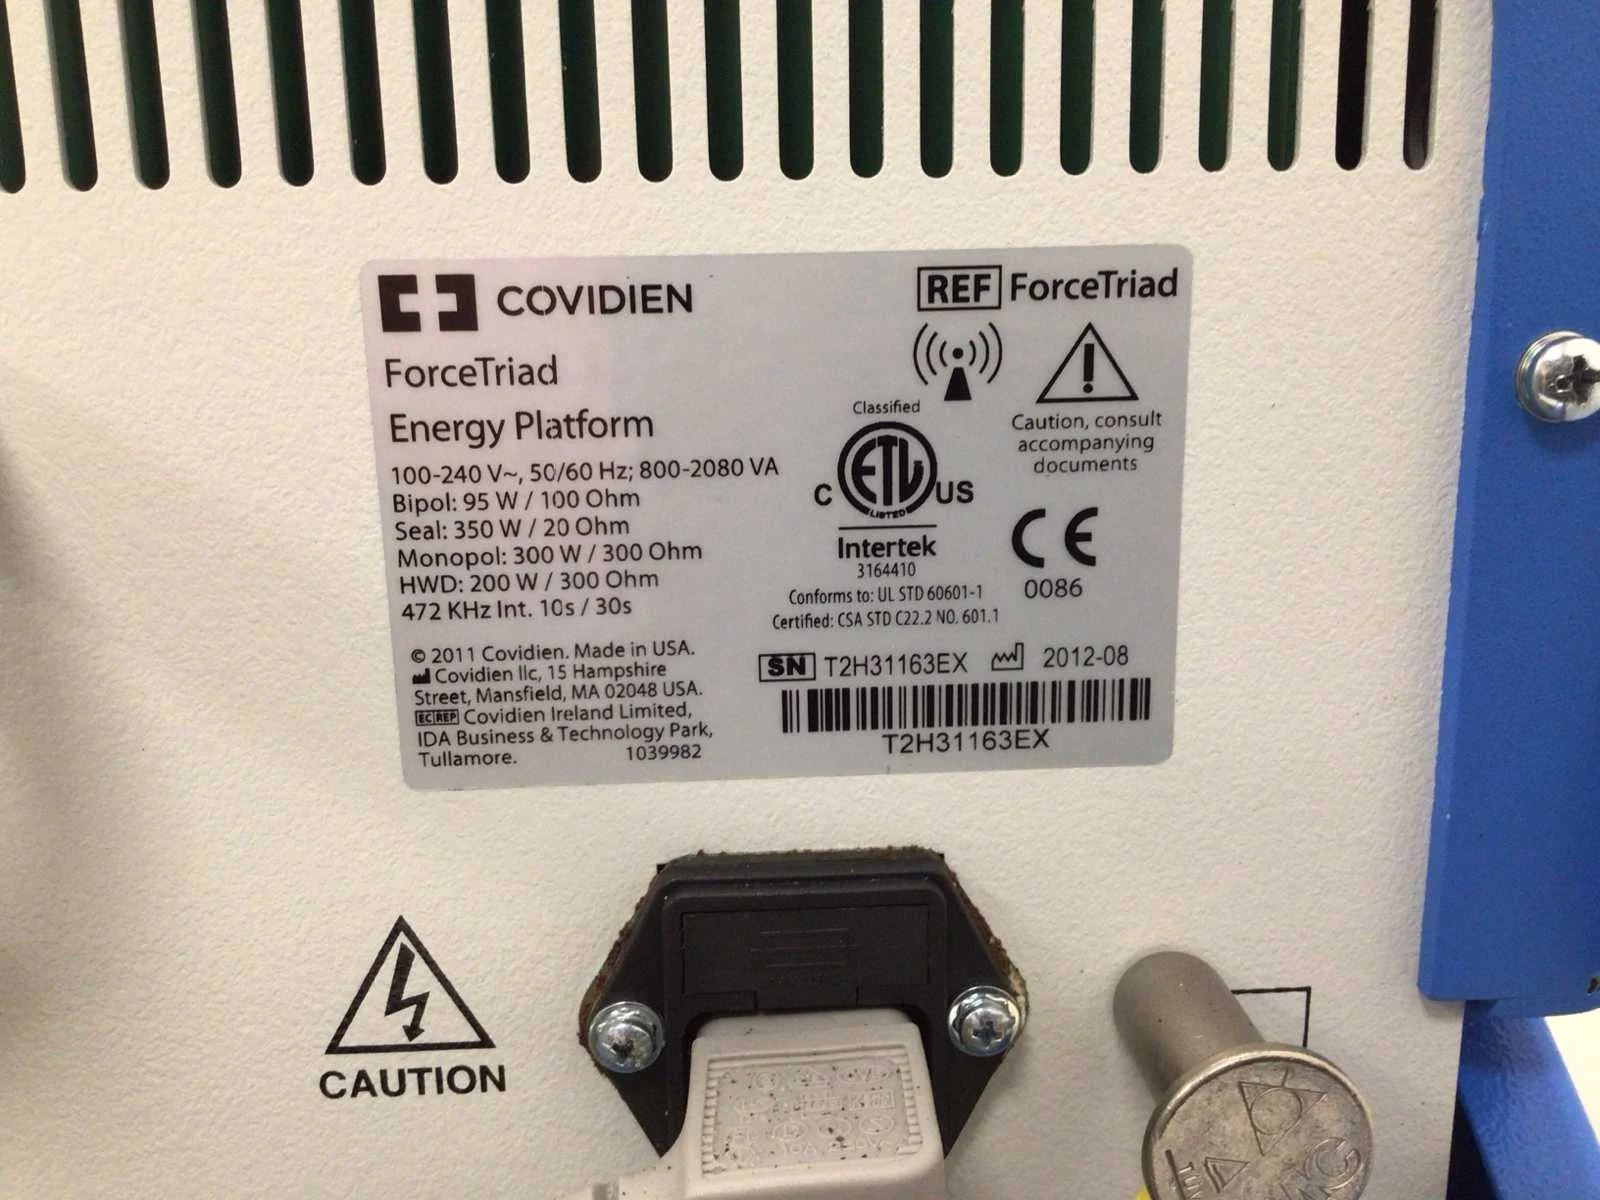 COVIDIEN
REF ForceTriad
ForceTriad
Energy Platform
100-240 V~, 50/60 Hz; 800-2080 VA
Bipol: 95 W / 100 Ohm
Seal: 350 W / 20 Ohm
Monopol: 300 W / 300 Ohm
HWD: 200 W / 300 Ohm
472 KHz Int. 10s / 30s
© 2011 Covidien. Made in USA.
Covidien llc, 15 Hampshire
Street, Mansfield, MA 02048 USA.
EC REP Covidien Ireland Limited,
IDA Business & Technology Park,
Tullamore. 1039982
Classified
C ETL US
LISTED
Intertek
3164410
Conforms to: UL STD 60601-1
Certified: CSA STD C22.2 NO. 601.1
Caution, consult
accompanying
documents
CE
0086
SN T2H31163EX 2012-08
T2H31163EX
CAUTION